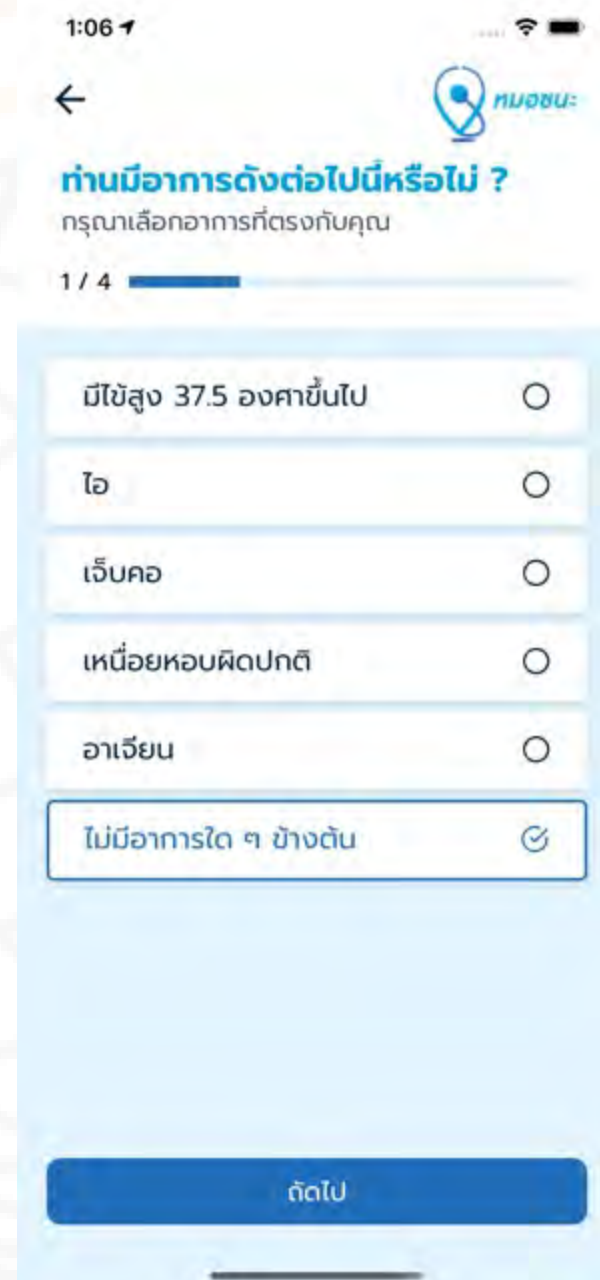 1:06
หมอชนะ
ท่านมีอาการดังต่อไปนี้หรือไม่ ?
กรุณาเลือกอาการที่ตรงกับคุณ
1 / 4
มีไข้สูง 37.5 องศาขึ้นไป
ไอ
เจ็บคอ
เหนื่อยหอบผิดปกติ
อาเจียน
ไม่มีอาการใด ๆ ข้างต้น
ถัดไป